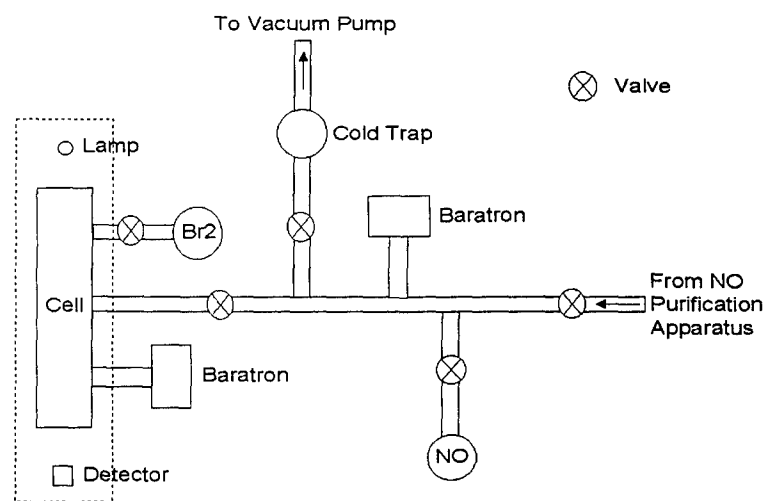 To Vacuum Pump
Valve
Cold Trap
Lamp
Br2
Baratron
Cell
From NO
Purification
Apparatus
Baratron
NO
Detector